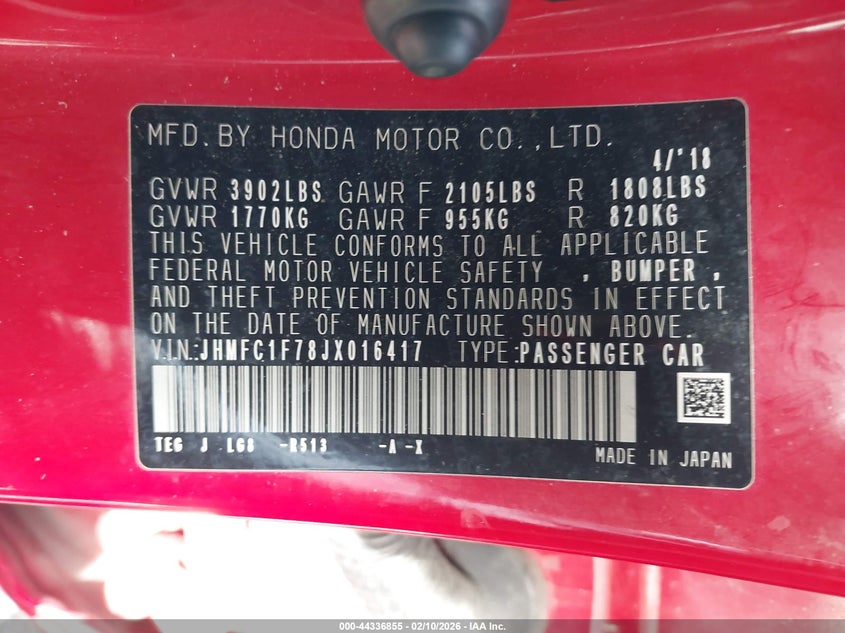 MFD.BY HONDA MOTOR CO.,LTD.
4/'18
GVWR 3902LBS GAWR F 2105LBS R 1808LBS
GVWR 1770KG GAWR F 955KG R 820KG
THIS VEHICLE CONFORMS TO ALL APPLICABLE
FEDERAL MOTOR VEHICLE SAFETY , BUMPER ,
AND THEFT PREVENTION STANDARDS IN EFFECT
ON THE DATE OF MANUFACTURE SHOWN ABOVE.
V.I.N.:JHMFC1F78JX016417 TYPE:PASSENGER CAR
TEG J LG8 -R513 -A -X
MADE IN JAPAN
000-44336855 — 02/10/2026 — IAA Inc.